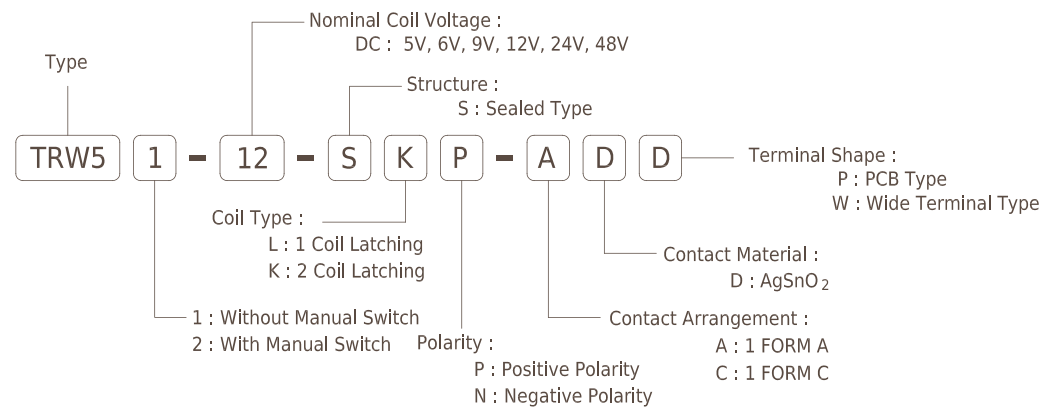 Nominal Coil Voltage :
DC : 5V, 6V, 9V, 12V, 24V, 48V
Type
Structure :
S : Sealed Type
TRW5 1 - 12 - S K P - A D D
Terminal Shape :
P : PCB Type
W : Wide Terminal Type
Coil Type :
L : 1 Coil Latching
K : 2 Coil Latching
Contact Material :
D : AgSnO2
1 : Without Manual Switch
2 : With Manual Switch
Polarity :
P : Positive Polarity
N : Negative Polarity
Contact Arrangement :
A : 1 FORM A
C : 1 FORM C